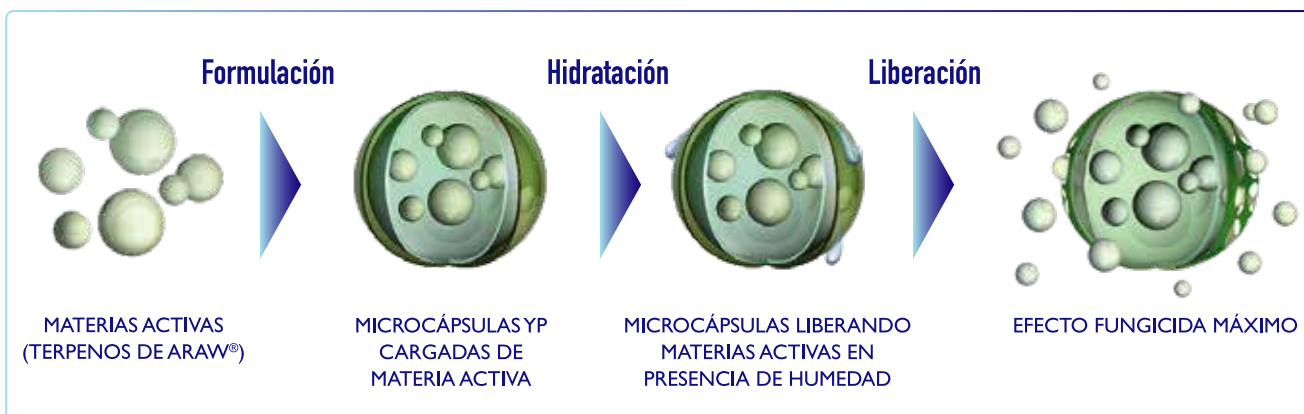 Formulación
Hidratación
Liberación
MATERIAS ACTIVAS
(TERPENOS DE ARAW®)
MICROCÁPSULAS YP
CARGADAS DE
MATERIA ACTIVA
MICROCÁPSULAS LIBERANDO
MATERIAS ACTIVAS EN
PRESENCIA DE HUMEDAD
EFECTO FUNGICIDA MÁXIMO